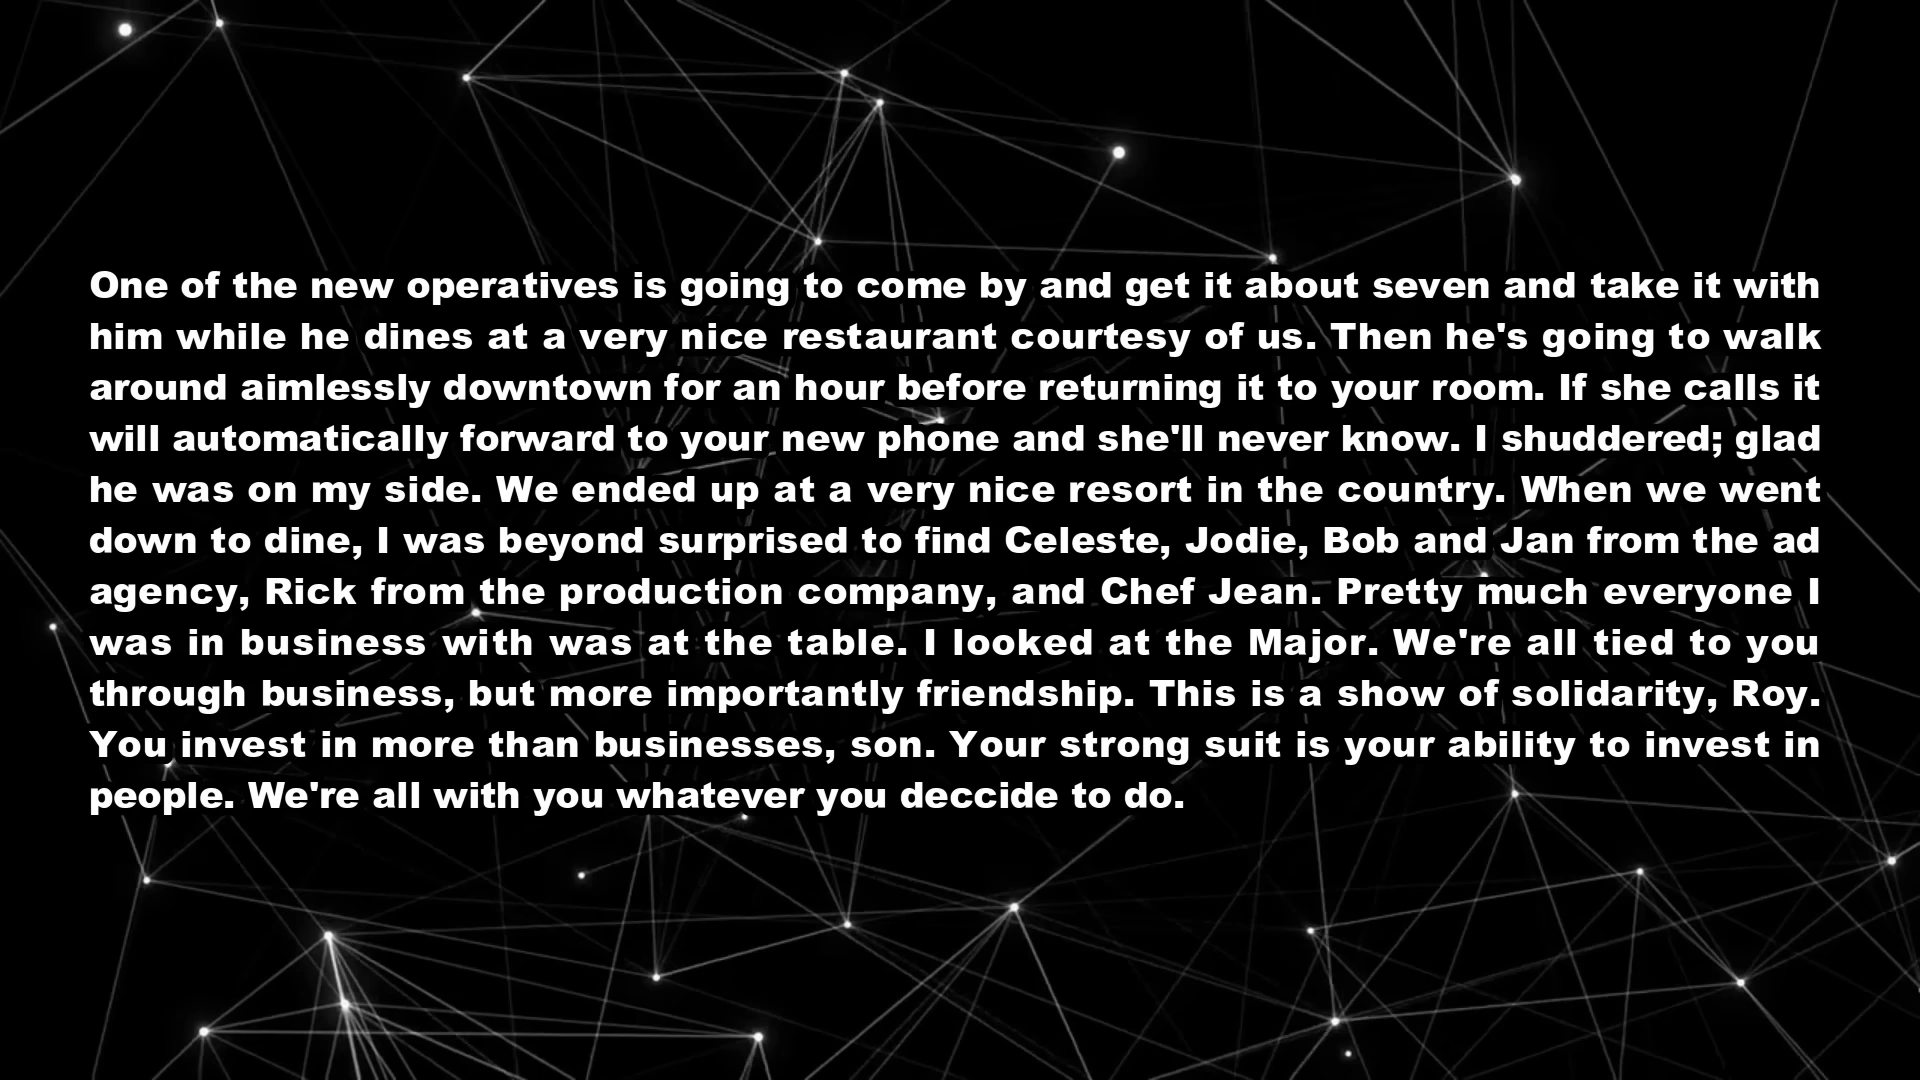 One of the new operatives is going to come by and get it about seven and take it with
him while he dines at a very nice restaurant courtesy of us. Then he's going to walk
around aimlessly downtown for an hour before returning it to your room. If she calls it
will automatically forward to your new phone and she'll never know. I shuddered; glad
he was on my side. We ended up at a very nice resort in the country. When we went
down to dine, I was beyond surprised to find Celeste, Jodie, Bob and Jan from the ad
agency, Rick from the production company, and Chef Jean. Pretty much everyone I
was in business with was at the table. I looked at the Major. We're all tied to you
through business, but more importantly friendship. This is a show of solidarity, Roy.
You invest in more than businesses, son. Your strong suit is your ability to invest in
people. We're all with you whatever you deccide to do.